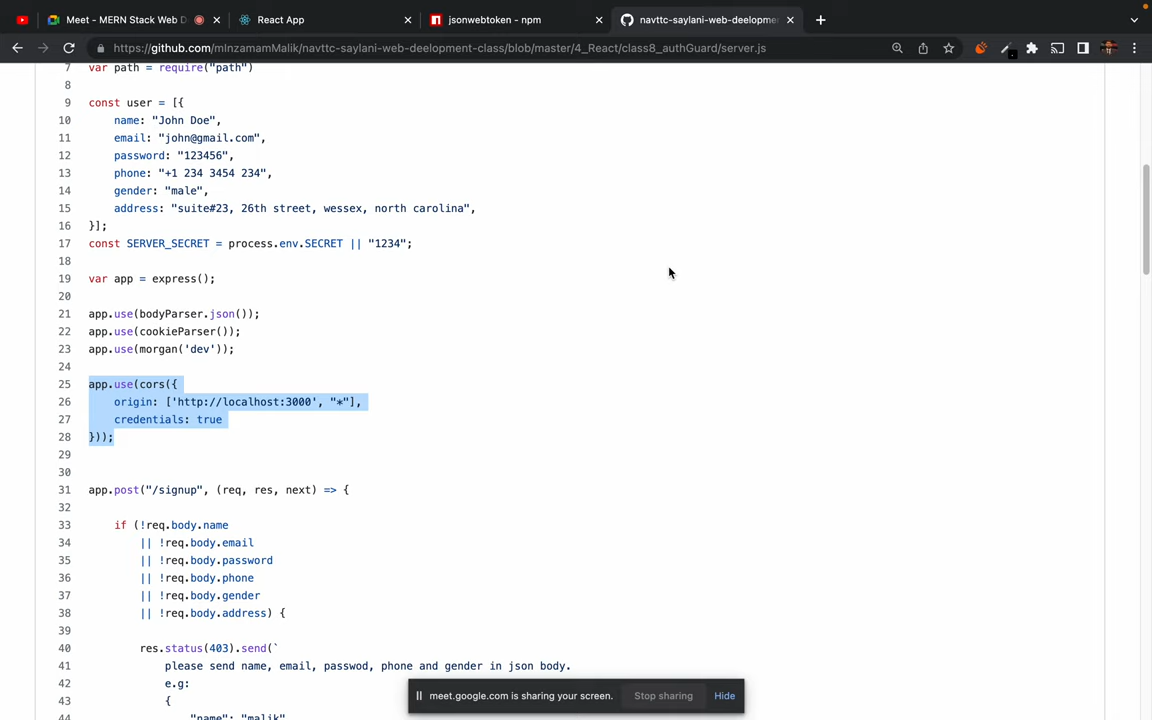 Meet - MERN Stack Web D
React App
jsonwebtoken - npm
navttc-saylani-web-deelopmen
https://github.com/mInzamamMalik/navttc-saylani-web-deelopment-class/blob/master/4_React/class8_authGuard/server.js
7 var path = require("path")
8
9 const user = [{
10 name: "John Doe",
11 email: "john@gmail.com",
12 password: "123456",
13 phone: "+1 234 3454 234",
14 gender: "male",
15 address: "suite#23, 26th street, wessex, north carolina",
16 }];
17 const SERVER_SECRET = process.env.SECRET || "1234";
18
19 var app = express();
20
21 app.use(bodyParser.json());
22 app.use(cookieParser());
23 app.use(morgan('dev'));
24
25 app.use(cors({
26 origin: ['http://localhost:3000', "*"],
27 credentials: true
28 }));
29
30
31 app.post("/signup", (req, res, next) => {
32
33 if (!req.body.name
34 || !req.body.email
35 || !req.body.password
36 || !req.body.phone
37 || !req.body.gender
38 || !req.body.address) {
39
40 res.status(403).send(`
41 please send name, email, passwod, phone and gender in json body.
42 e.g:
43 {
44 "name": "malik"
meet.google.com is sharing your screen.
Stop sharing
Hide